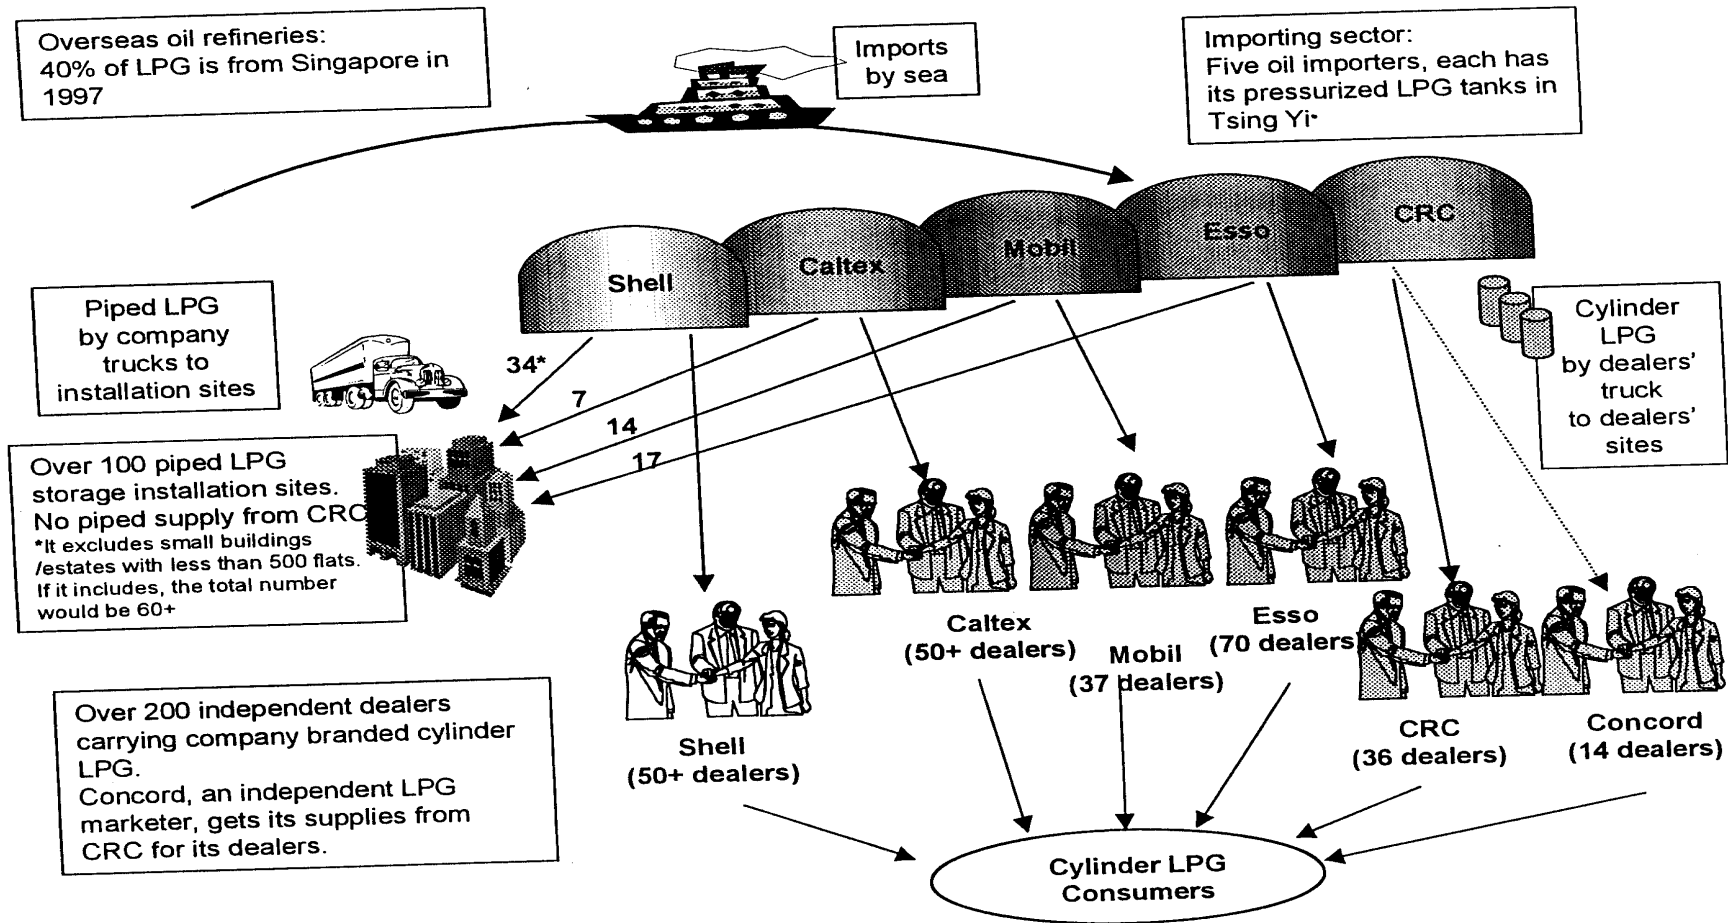 Overseas oil refineries:
40% of LPG is from Singapore in
1997
Imports
by sea
Importing sector:
Five oil importers, each has
its pressurized LPG tanks in
Tsing Yi*
Shell
Caltex
Mobil
Esso
CRC
Piped LPG
by company
trucks to
installation sites
34*
7
14
17
Cylinder
LPG
by dealers'
truck
to dealers'
sites
Over 100 piped LPG
storage installation sites.
No piped supply from CRC
*It excludes small buildings
/estates with less than 500 flats.
If it includes, the total number
would be 60+
Caltex
(50+ dealers)
Mobil
(37 dealers)
Esso
(70 dealers)
Shell
(50+ dealers)
CRC
(36 dealers)
Concord
(14 dealers)
Over 200 independent dealers
carrying company branded cylinder
LPG.
Concord, an independent LPG
marketer, gets its supplies from
CRC for its dealers.
Cylinder LPG
Consumers